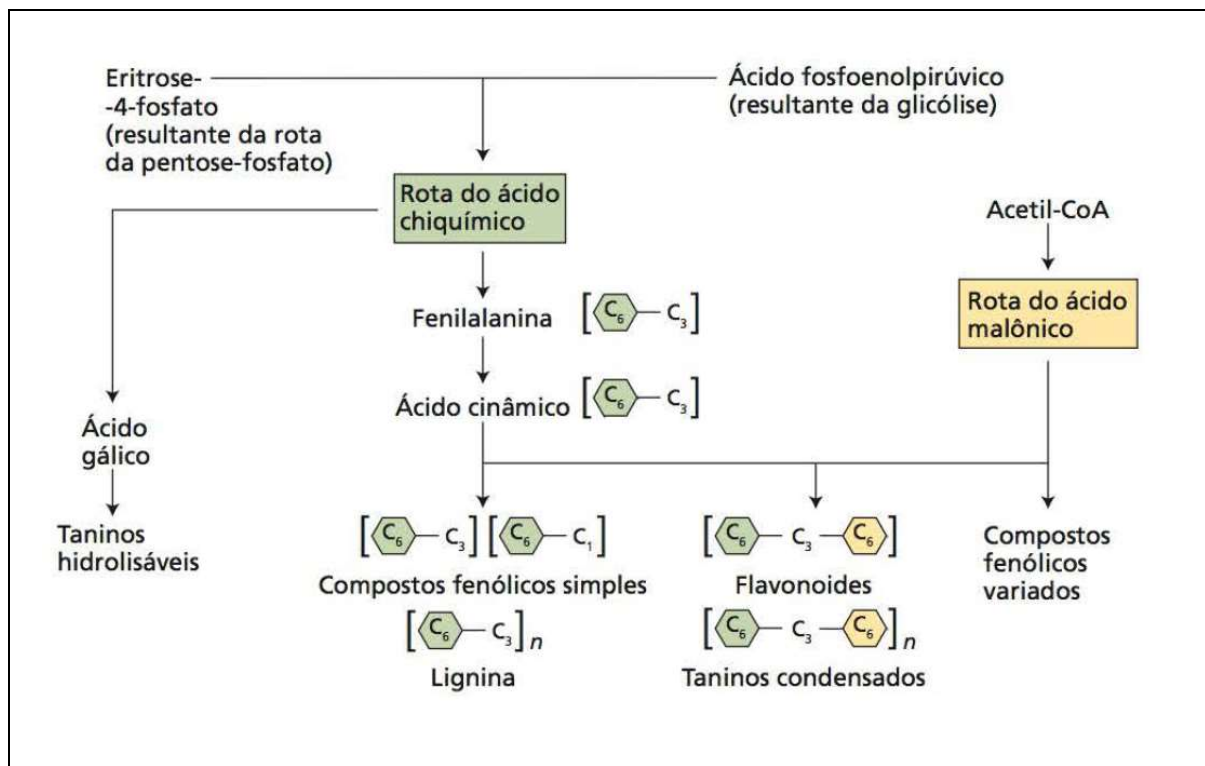 Eritrose-
-4-fosfato
(resultante da rota
da pentose-fosfato)
Ácido fosfoenolpirúvico
(resultante da glicólise)
Rota do ácido
chiquímico
Acetil-CoA
Rota do ácido
malônico
Fenilalanina [C₆ — C₃]
Ácido cinâmico [C₆ — C₃]
Ácido
gálico
Taninos
hidrolisáveis
[C₆ — C₃] [C₆ — C₁]
Compostos fenólicos simples
[C₆ — C₃]n
Lignina
[C₆ — C₃ — C₆]
Flavonoides
[C₆ — C₃ — C₆]n
Taninos condensados
Compostos
fenólicos
variados